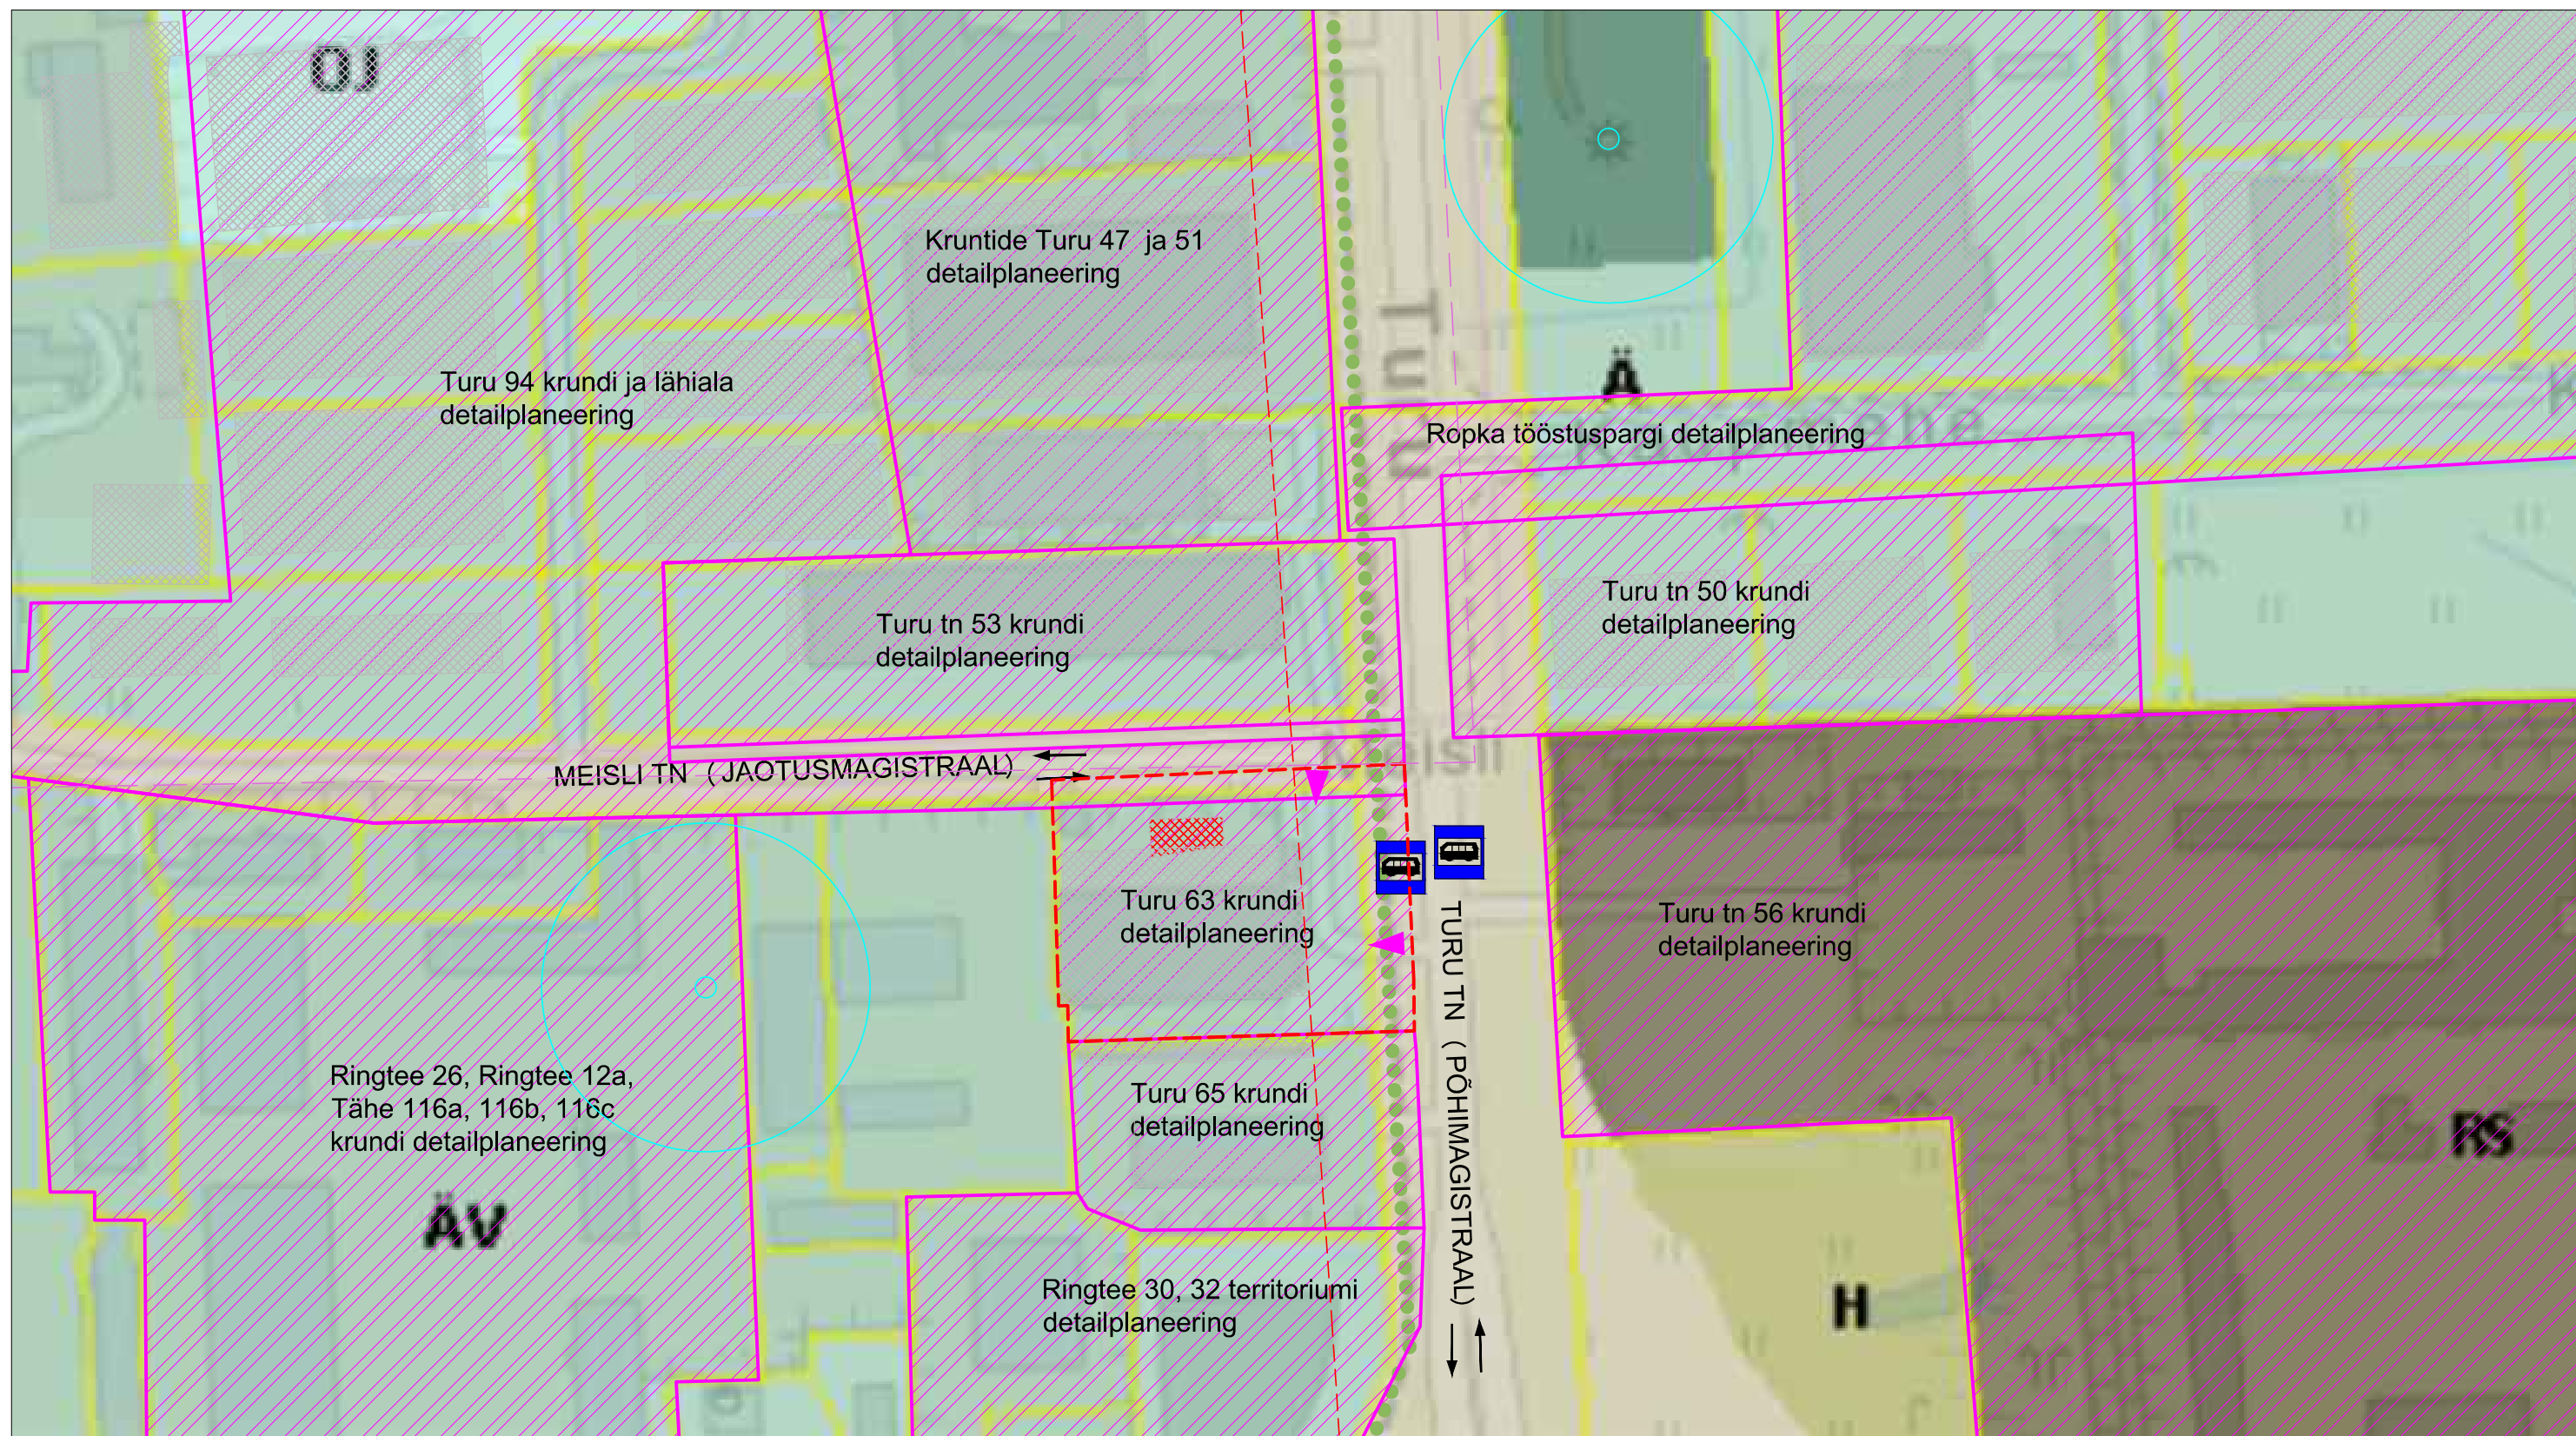 OJ
Kruntide Turu 47 ja 51
detailplaneering
Turu
Ä
Turu 94 krundi ja lähiala
detailplaneering
Ropka tööstuspargi detailplaneering
Turu tn 50 krundi
detailplaneering
Turu tn 53 krundi
detailplaneering
Meisli
MEISLI TN (JAOTUSMAGISTRAAL)
Turu 63 krundi
detailplaneering
TURU TN (PÕHIMAGISTRAAL)
Turu tn 56 krundi
detailplaneering
Ringtee 26, Ringtee 12a,
Tähe 116a, 116b, 116c
krundi detailplaneering
Turu 65 krundi
detailplaneering
RS
ÄV
Ringtee 30, 32 territoriumi
detailplaneering
H